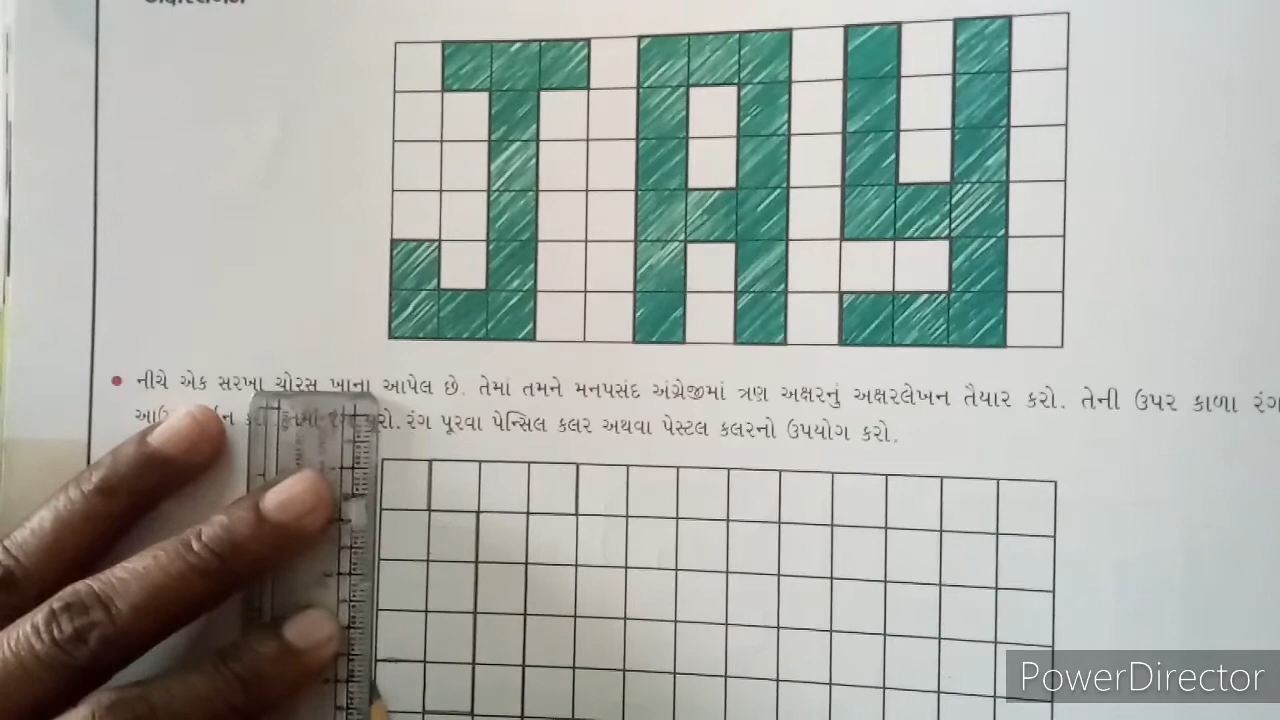 JAY
નીચે એક સરખા ચોરસ ખાના આપેલ છે. તેમાં તમને મનપસંદ અંગ્રેજીમાં ત્રણ અક્ષરનું અક્ષરલેખન તૈયાર કરો. તેની ઉપર કાળા રંગ
પૂરો. રંગ પૂરવા પેન્સિલ કલર અથવા પેસ્ટલ કલરનો ઉપયોગ કરો.
PowerDirector